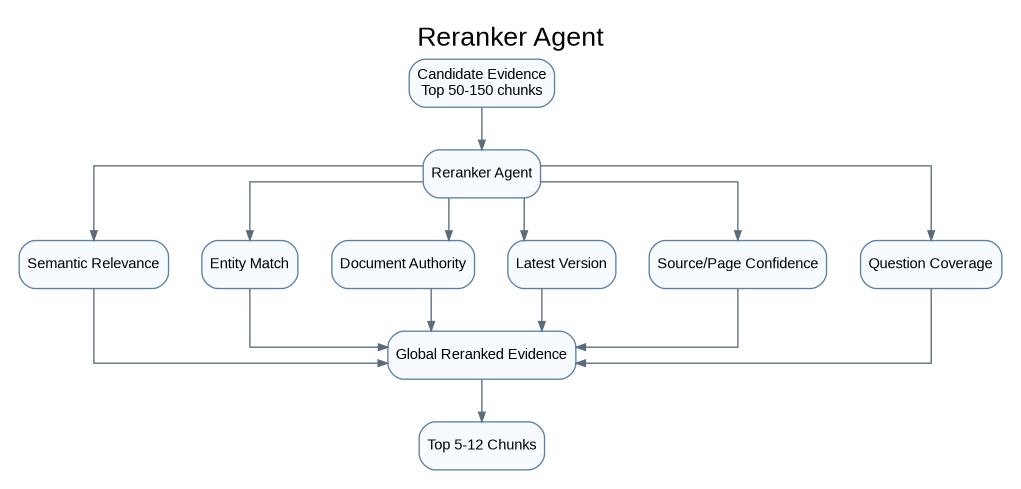 Reranker Agent
Candidate Evidence
Top 50-150 chunks
Reranker Agent
Semantic Relevance
Entity Match
Document Authority
Latest Version
Source/Page Confidence
Question Coverage
Global Reranked Evidence
Top 5-12 Chunks